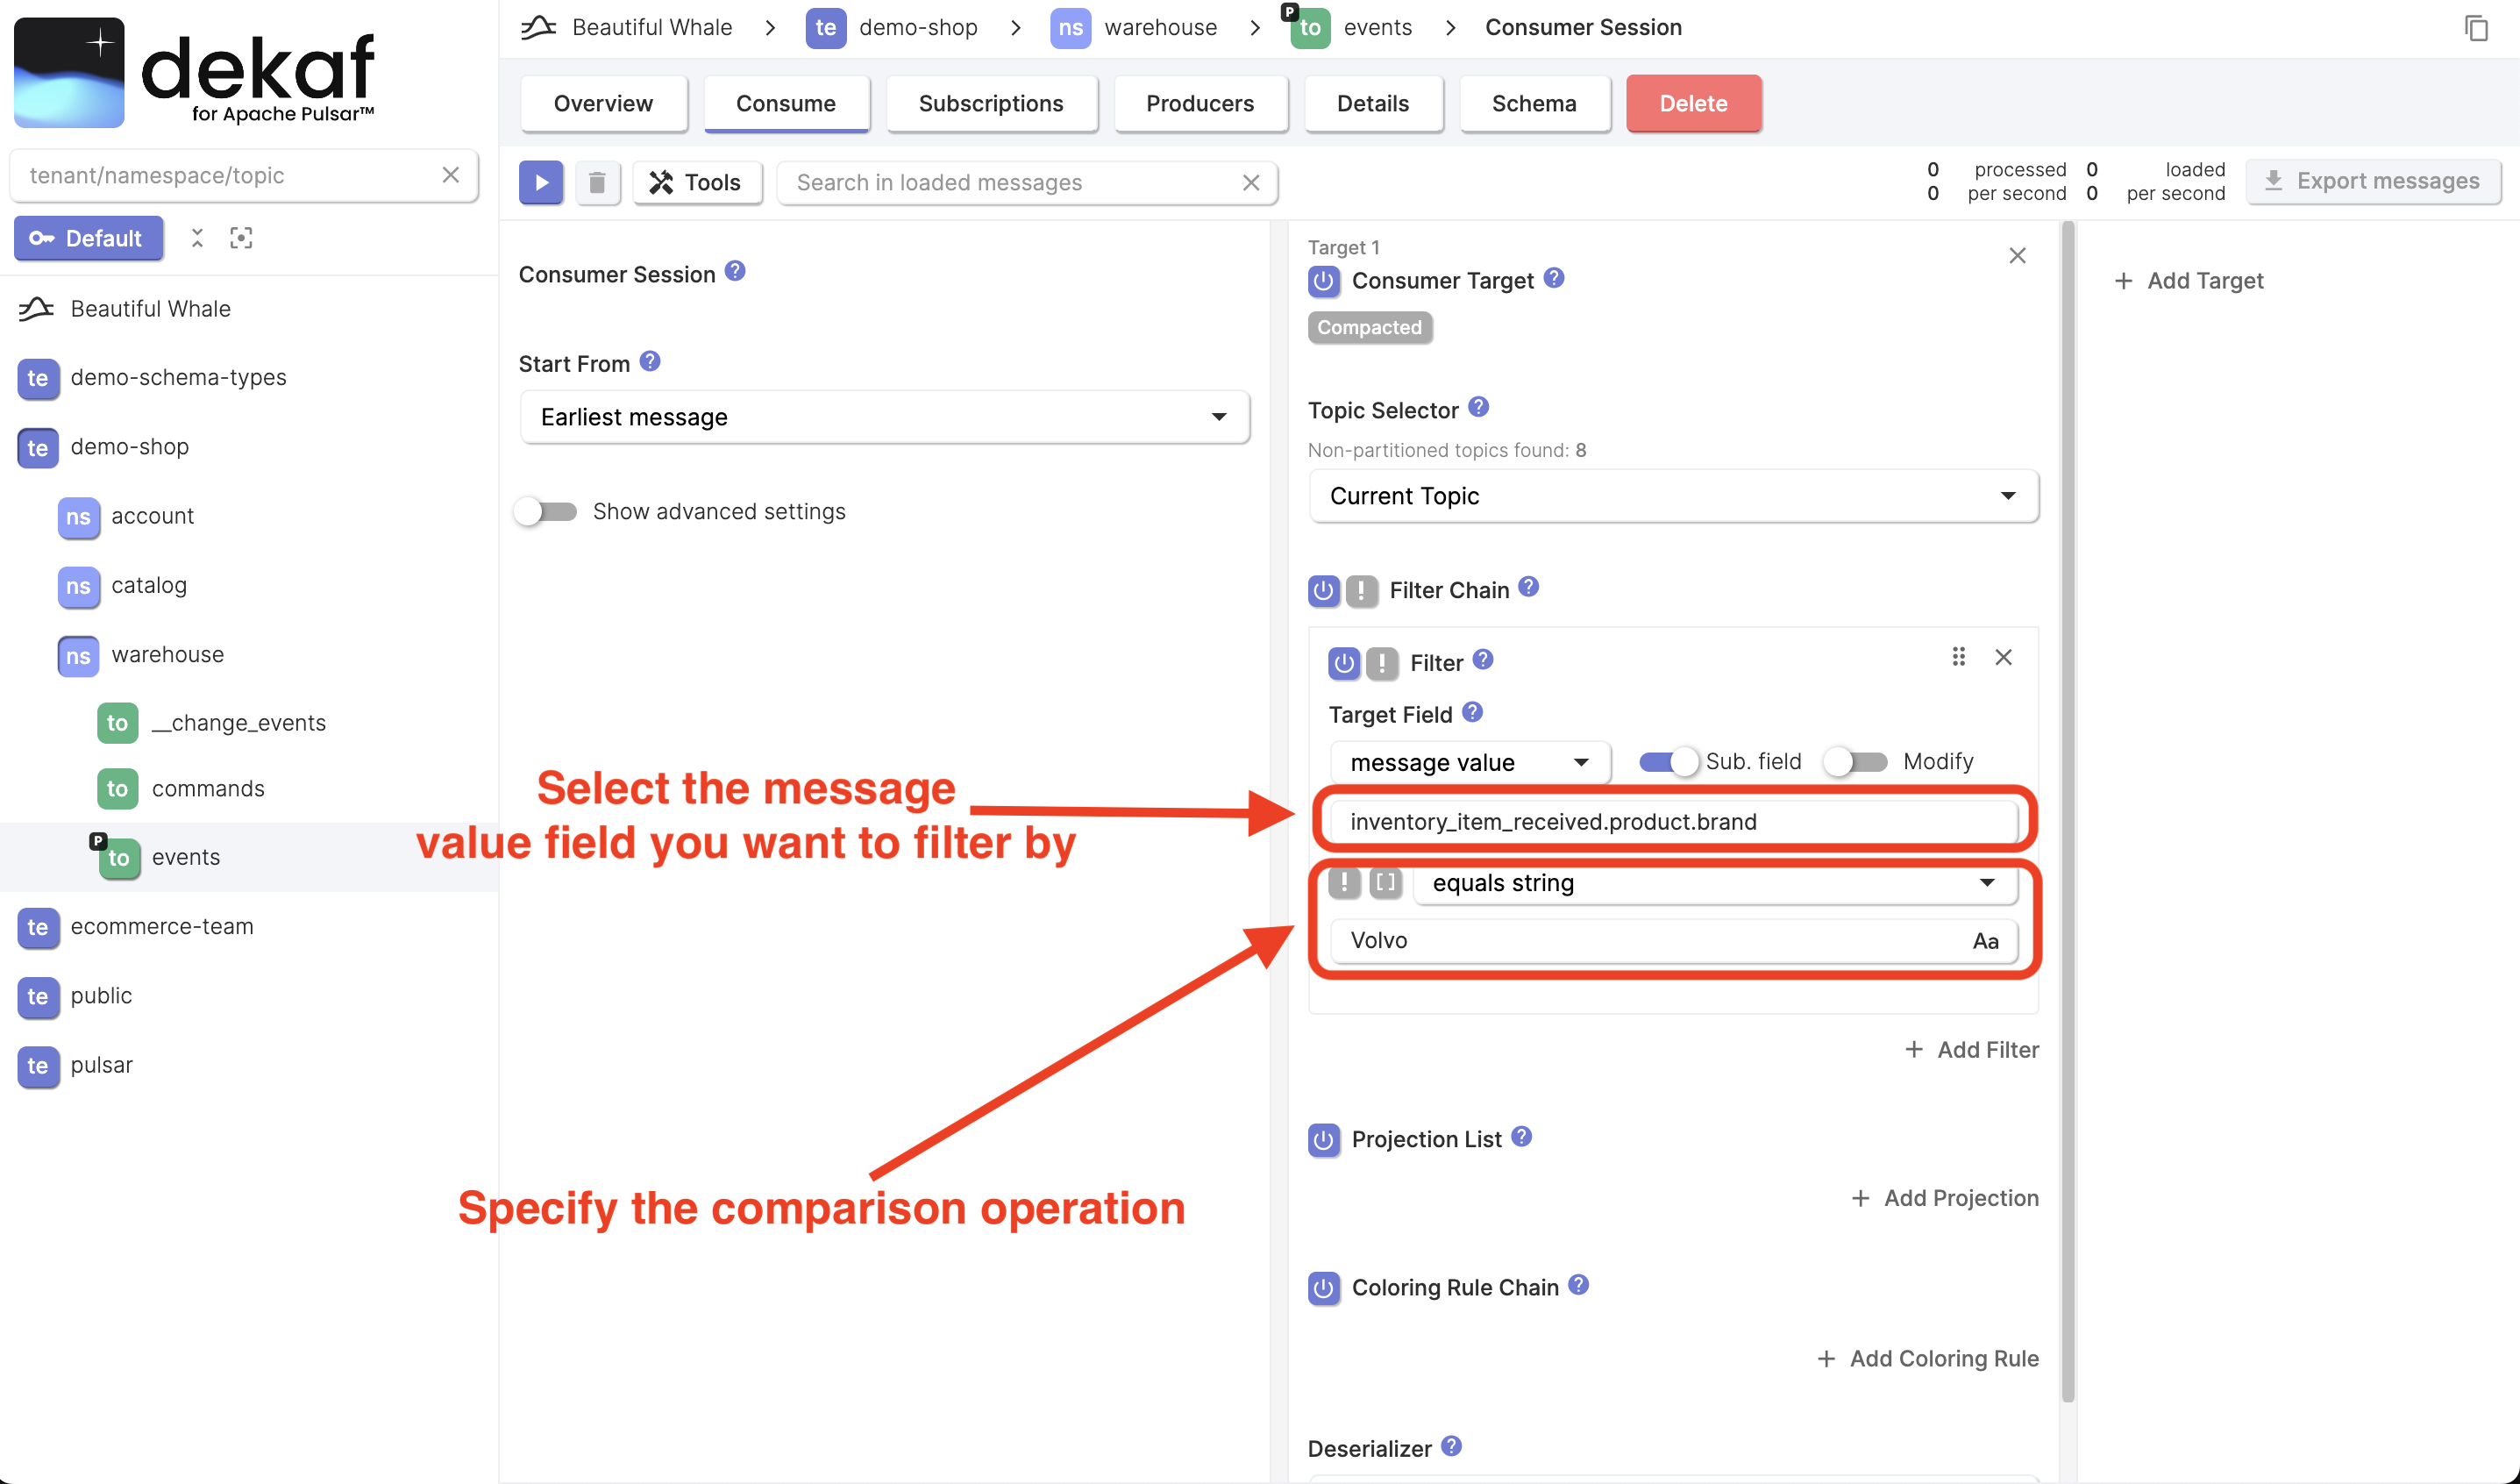 dekaf
for Apache Pulsar™
tenant/namespace/topic
Default
Beautiful Whale
te demo-schema-types
te demo-shop
ns account
ns catalog
ns warehouse
to __change_events
to commands
P
to events
te ecommerce-team
te public
te pulsar
Beautiful Whale > te demo-shop > ns warehouse > P to events > Consumer Session
Overview Consume Subscriptions Producers Details Schema Delete
Tools Search in loaded messages
0 processed 0 loaded
0 per second 0 per second
Export messages
Consumer Session ?
Start From ?
Earliest message
Show advanced settings
Target 1
Consumer Target ?
Compacted
Topic Selector ?
Non-partitioned topics found: 8
Current Topic
! Filter Chain ?
! Filter ?
Target Field ?
message value Sub. field Modify
inventory_item_received.product.brand
! [] equals string
Volvo Aa
+ Add Filter
Projection List ?
+ Add Projection
Coloring Rule Chain ?
+ Add Coloring Rule
Deserializer ?
+ Add Target
Select the message
value field you want to filter by
Specify the comparison operation